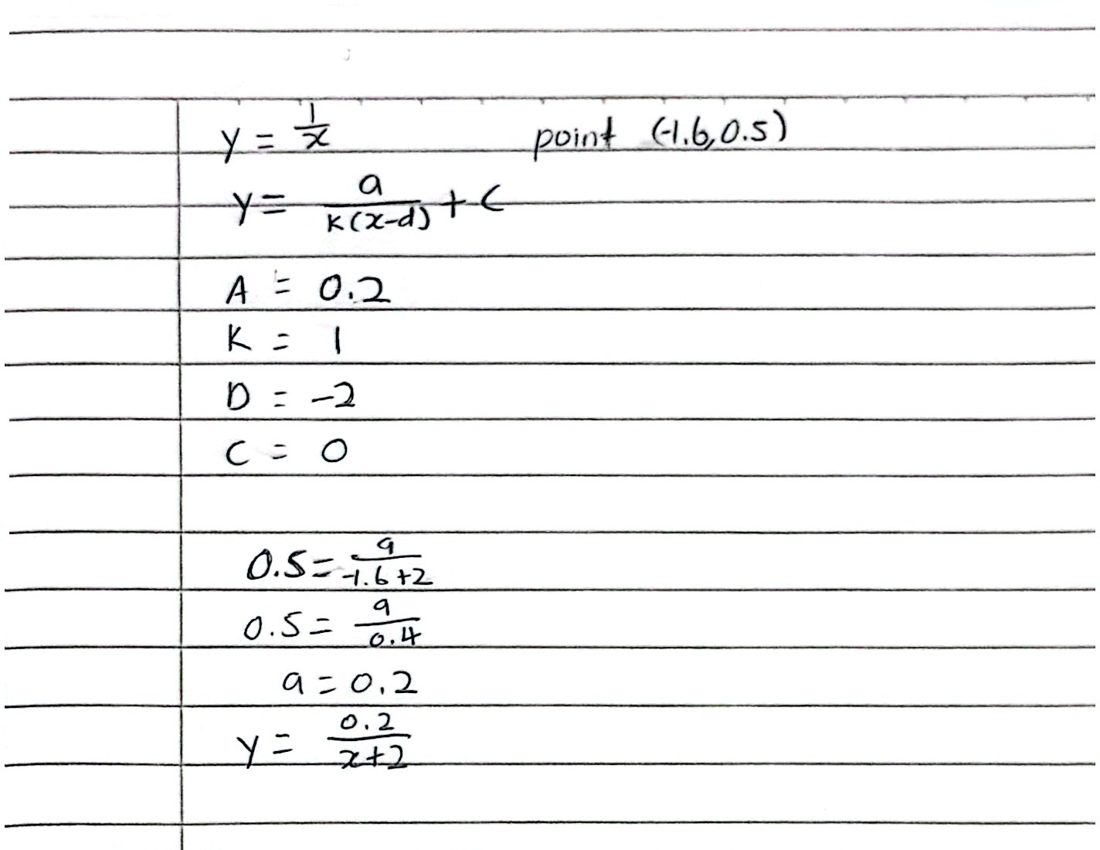 y = 1/x point (-1.6, 0.5)
y = a/k(x-d) + c
A = 0.2
K = 1
D = -2
C = 0
0.5 = a/-1.6+2
0.5 = a/0.4
a = 0.2
y = 0.2/x+2